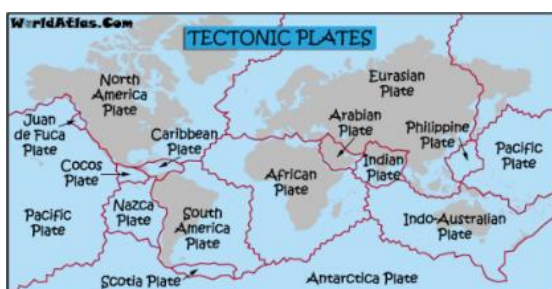 WorldAtlas.Com
TECTONIC PLATES
North
America
Plate
Eurasian
Plate
Juan
de Fuca
Plate
Caribbean
Plate
Arabian
Plate
Philippine
Plate
Cocos
Plate
African
Plate
Indian
Plate
Pacific
Plate
Pacific
Plate
Nazca
Plate
South
America
Plate
Indo-Australian
Plate
Scotia Plate
Antarctica Plate